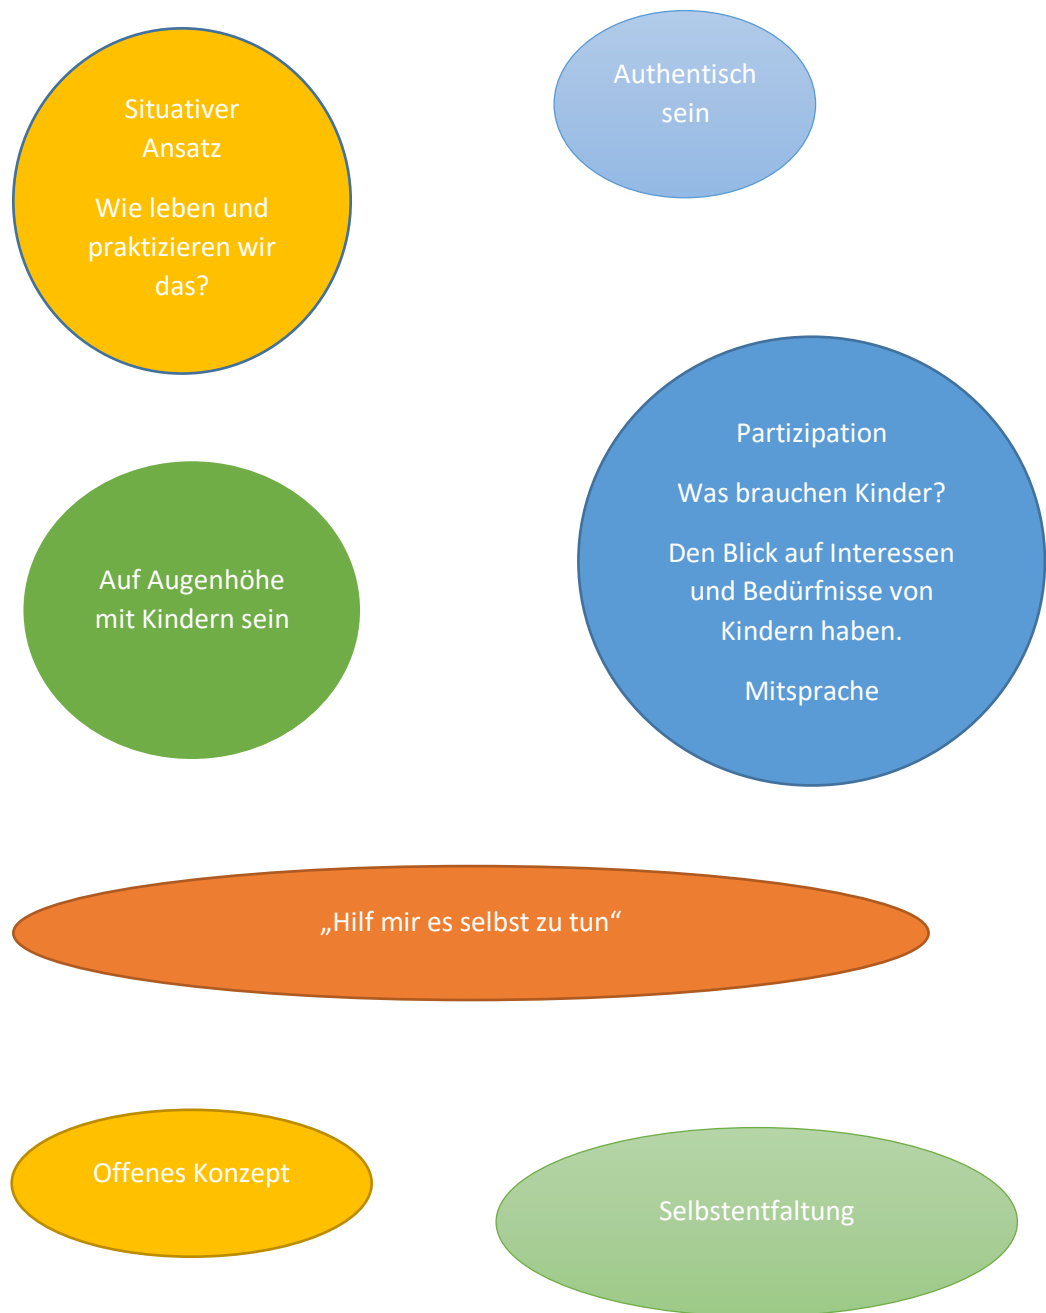 Situativer
Ansatz
Wie leben und
praktizieren wir
das?
Authentisch
sein
Partizipation
Was brauchen Kinder?
Den Blick auf Interessen
und Bedürfnisse von
Kindern haben.
Mitsprache
Auf Augenhöhe
mit Kindern sein
„Hilf mir es selbst zu tun“
Offenes Konzept
Selbstentfaltung